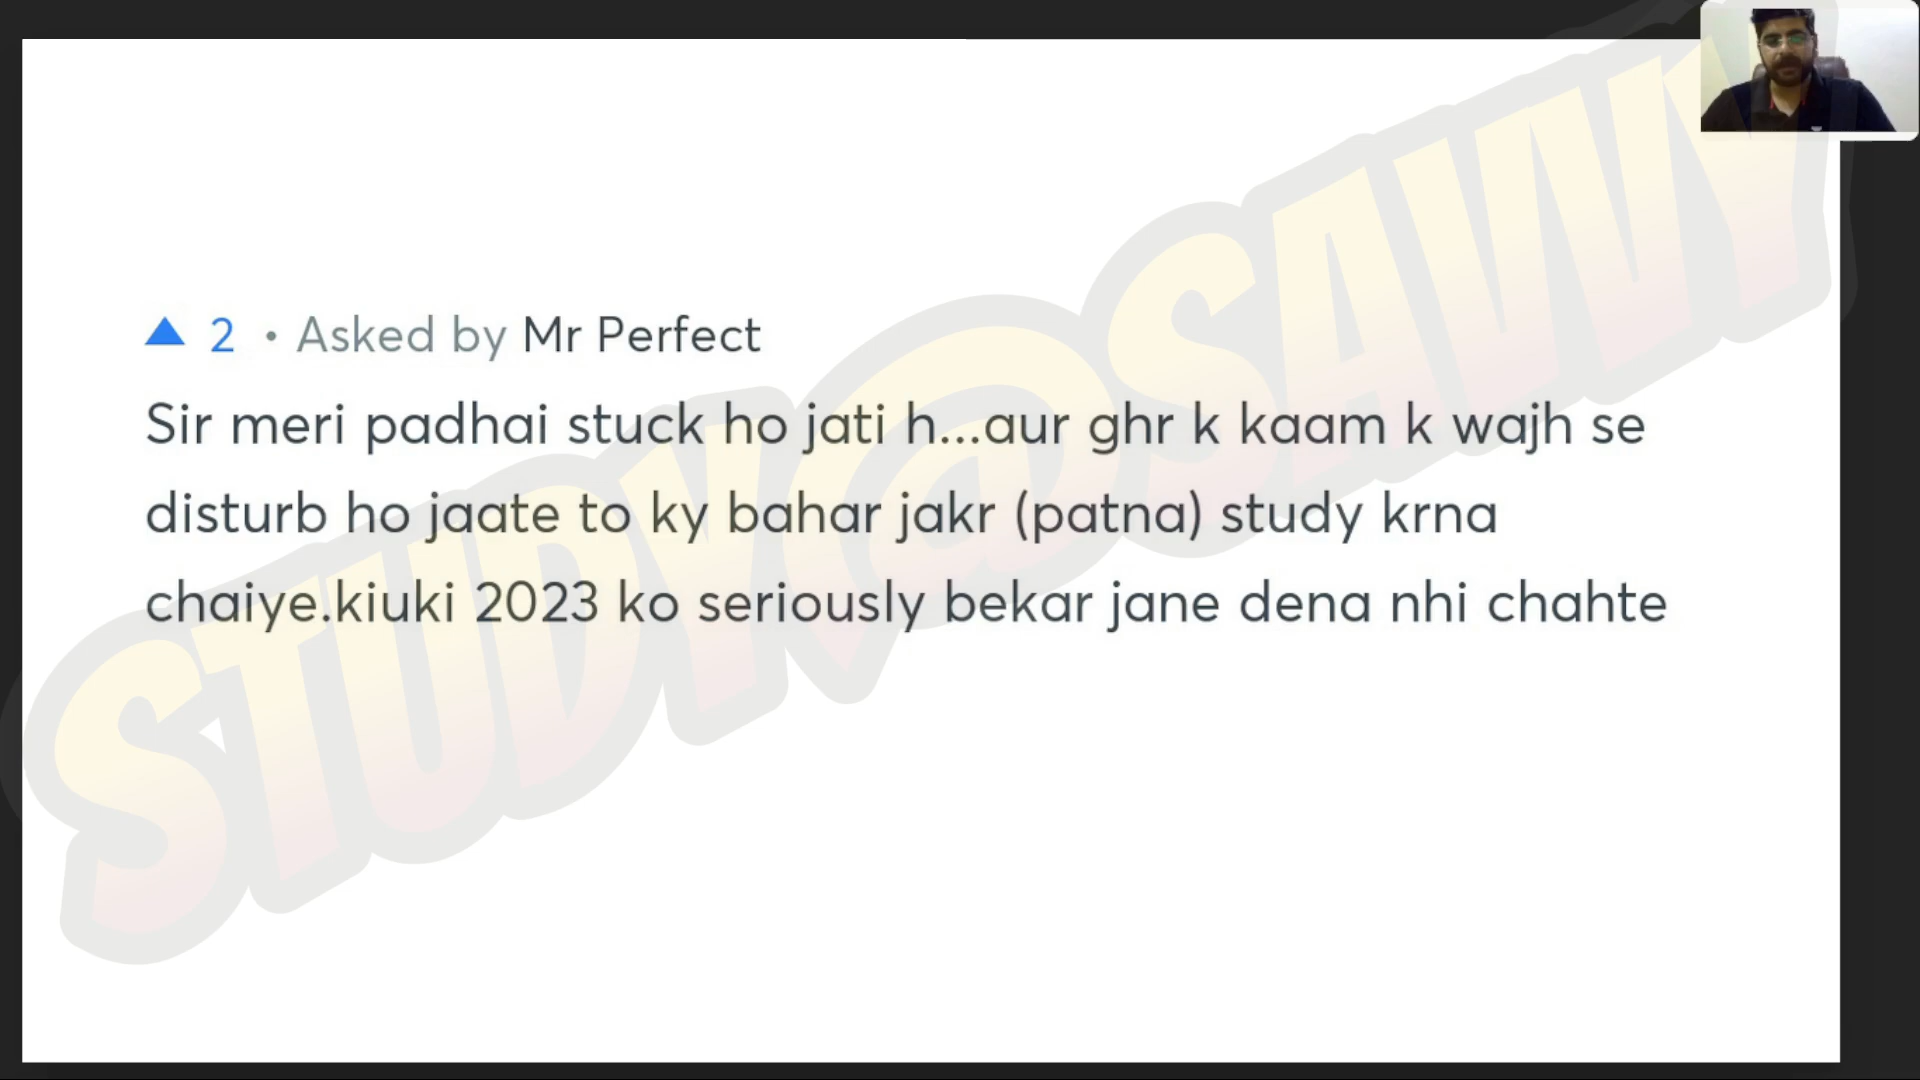 ▲ 2 • Asked by Mr Perfect
Sir meri padhai stuck ho jati h...aur ghr k kaam k wajh se
disturb ho jaate to ky bahar jakr (patna) study krna
chaiye.kiuki 2023 ko seriously bekar jane dena nhi chahte
STUDY@SAVVY